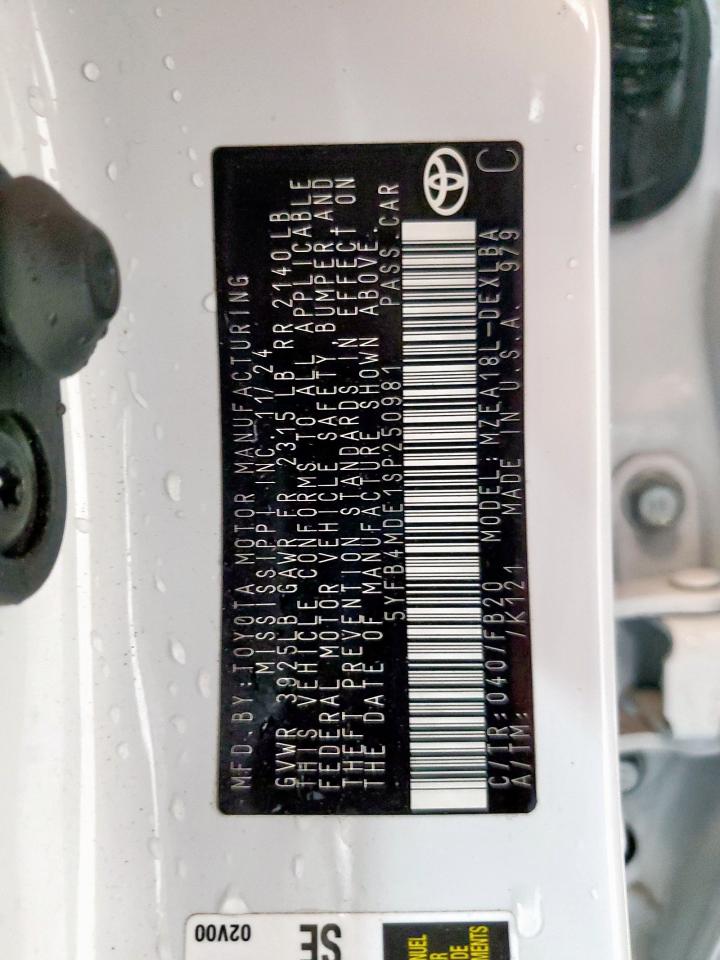 MFD. BY: TOYOTA MOTOR MANUFACTURING
MISSISSIPPI INC. 11/24
GVWR 3925LB GAWR FR 2315 LB RR 2140LB
THIS VEHICLE CONFORMS TO ALL APPLICABLE
FEDERAL MOTOR VEHICLE SAFETY, BUMPER, AND
THEFT PREVENTION STANDARDS IN EFFECT ON
THE DATE OF MANUFACTURE SHOWN ABOVE.
5YFB4MDE1SP250981 PASS. CAR
C/TR: 040/FB20 MODEL: MZEA18L-DEXLBA
A/TM: /K121 MADE IN U.S.A. 979
C
02V00
SE
NUEL
R
DE
MENTS